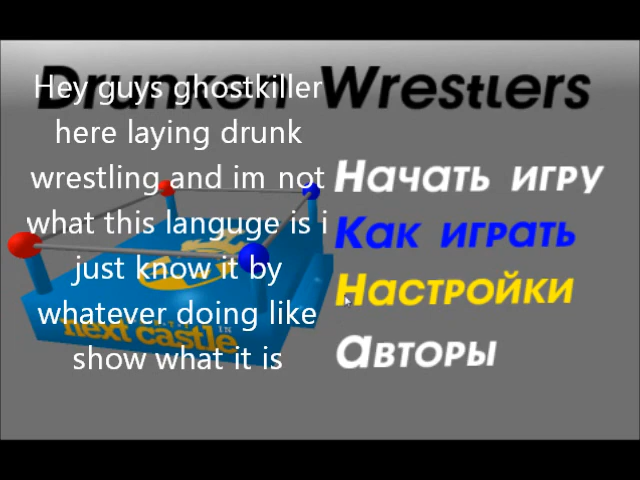 Drunken Wrestlers
Hey guys ghostkiller
here laying drunk
wrestling and im not
what this languge is i
just know it by
whatever doing like
show what it is
Начать игру
Как играть
Настройки
Авторы
next castle